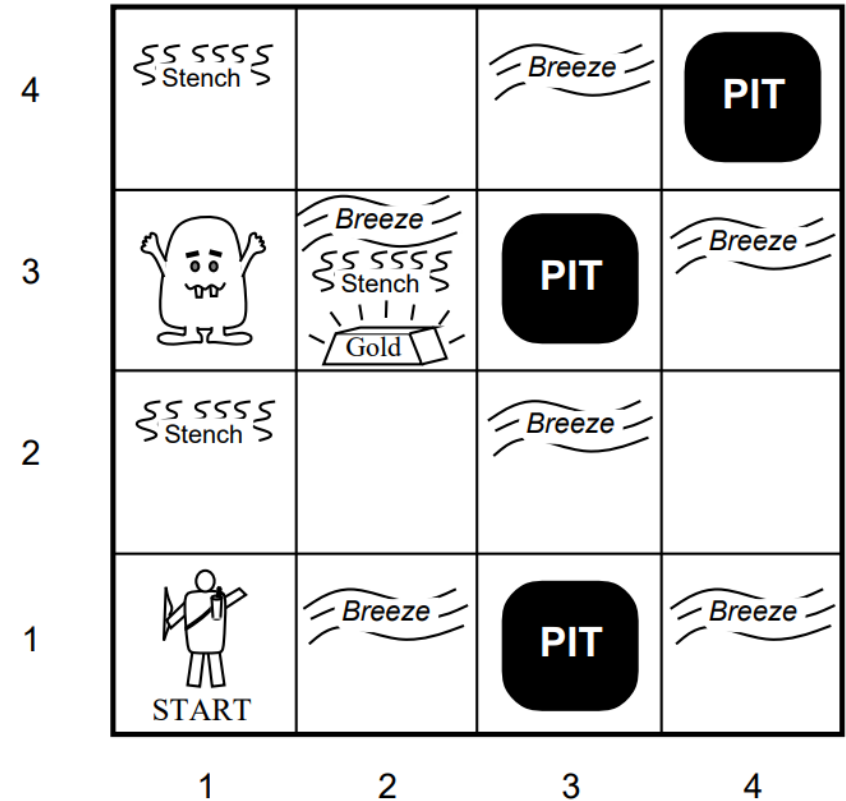 4
Stench
Breeze
PIT
3
Breeze
Stench
Gold
PIT
Breeze
2
Stench
Breeze
1
START
Breeze
PIT
Breeze
1 2 3 4